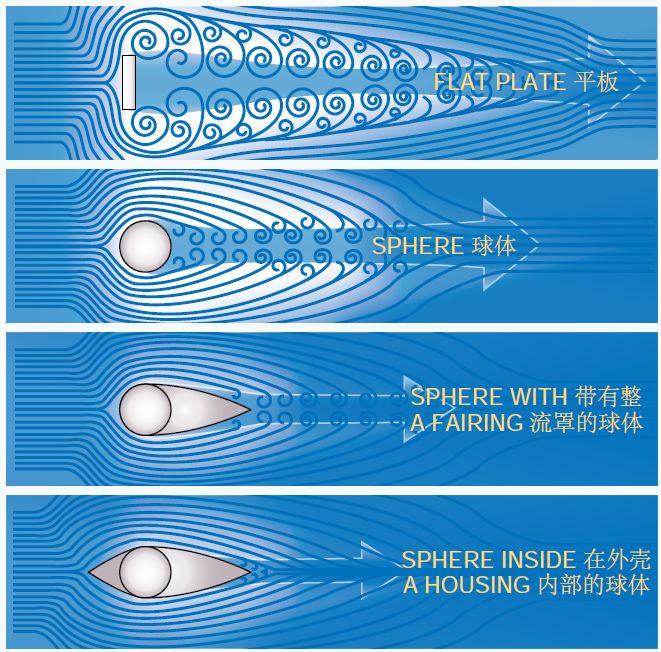 FLAT PLATE 平板
SPHERE 球体
SPHERE WITH 带有整
A FAIRING 流罩的球体
SPHERE INSIDE 在外壳
A HOUSING 内部的球体